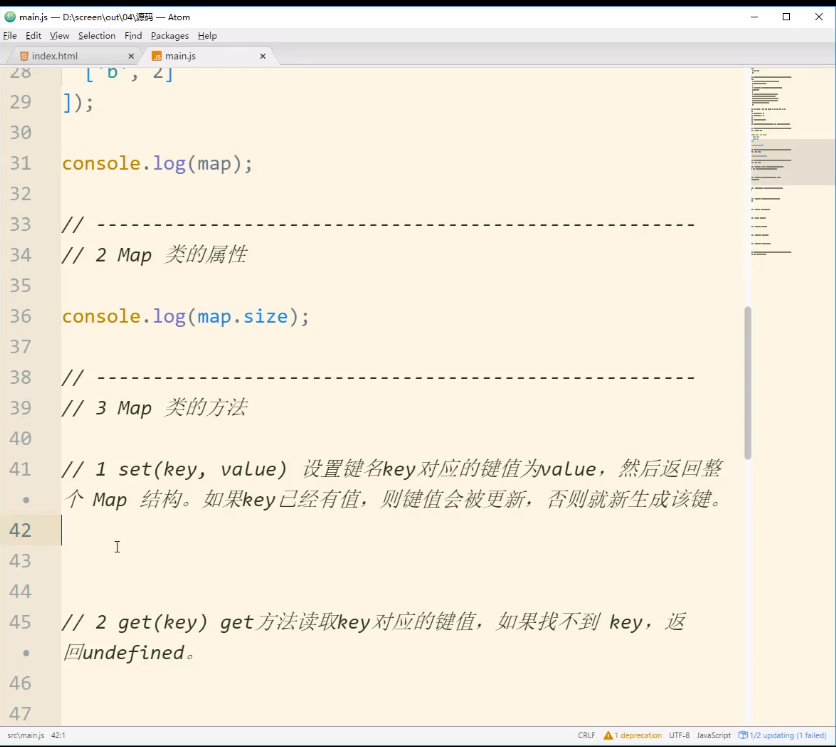 main.js — D:\screen\out\04\源码 — Atom
File Edit View Selection Find Packages Help
index.html
main.js
28 ['b', 2]
29 ]);
30
31 console.log(map);
32
33 // -----------------------------------------------------
34 // 2 Map 类的属性
35
36 console.log(map.size);
37
38 // -----------------------------------------------------
39 // 3 Map 类的方法
40
41 // 1 set(key, value) 设置键名key对应的键值为value，然后返回整
个 Map 结构。如果key已经有值，则键值会被更新，否则就新生成该键。
42
43
44
45 // 2 get(key) get方法读取key对应的键值，如果找不到 key，返
回undefined。
46
47
src\main.js 42:1 CRLF 1 deprecation UTF-8 JavaScript 1/2 updating (1 failed)